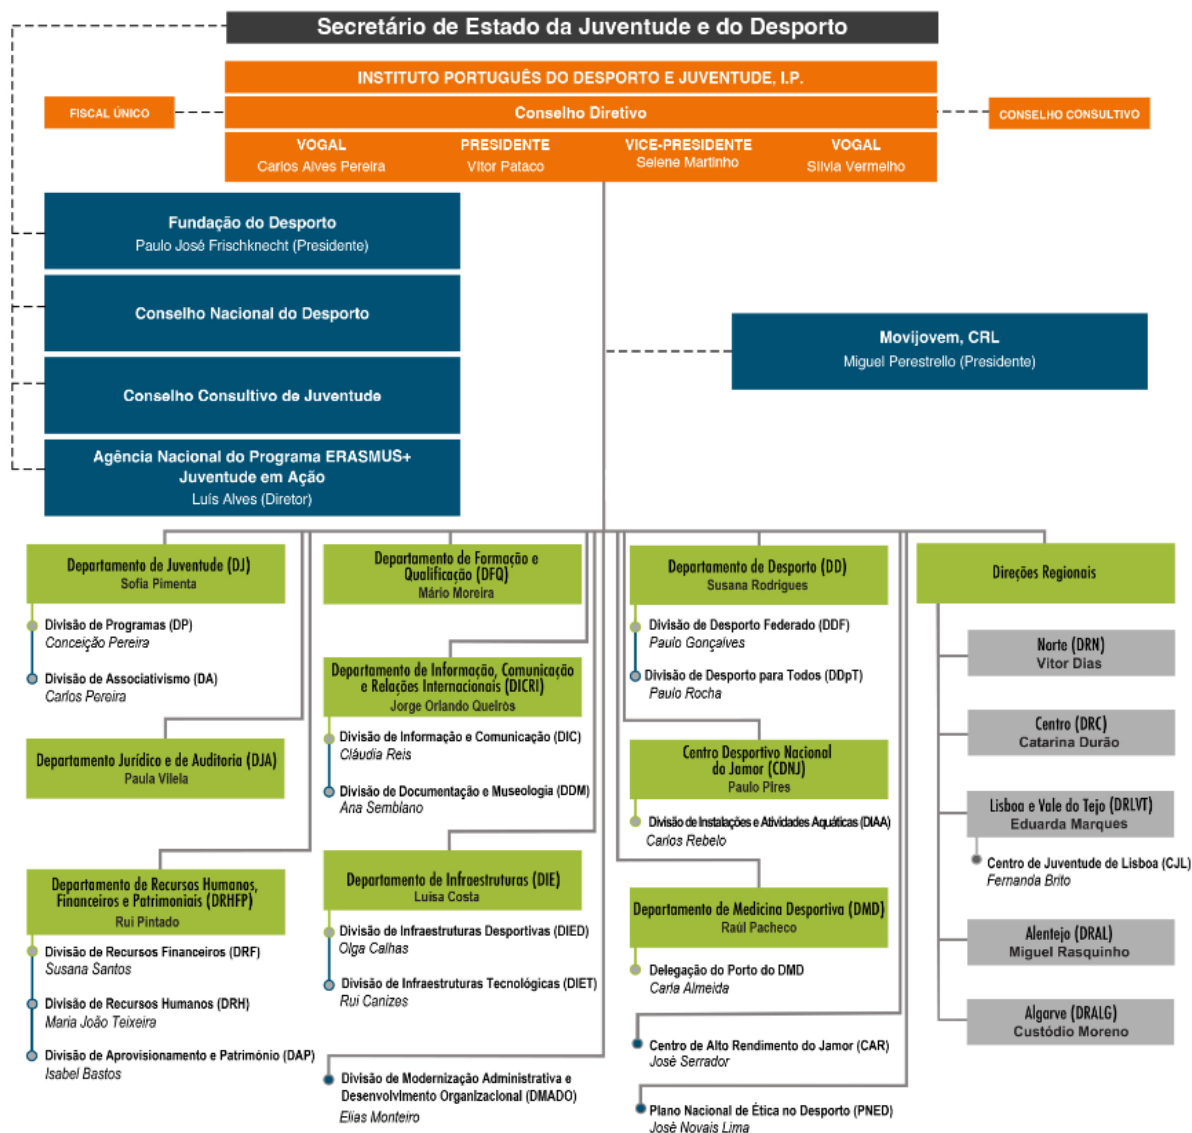 Secretário de Estado da Juventude e do Desporto
INSTITUTO PORTUGUÊS DO DESPORTO E JUVENTUDE, I.P.
FISCAL ÚNICO
Conselho Diretivo
CONSELHO CONSULTIVO
VOGAL
Carlos Alves Pereira
PRESIDENTE
Vítor Pataco
VICE-PRESIDENTE
Selene Martinho
VOGAL
Sílvia Vermelho
Fundação do Desporto
Paulo José Frischknecht (Presidente)
Conselho Nacional do Desporto
Conselho Consultivo de Juventude
Agência Nacional do Programa ERASMUS+
Juventude em Ação
Luís Alves (Diretor)
Movijovem, CRL
Miguel Perestrello (Presidente)
Departamento de Juventude (DJ)
Sofia Pimenta
Divisão de Programas (DP)
Conceição Pereira
Divisão de Associativismo (DA)
Carlos Pereira
Departamento Jurídico e de Auditoria (DJA)
Paula Vilela
Departamento de Recursos Humanos,
Financeiros e Patrimoniais (DRHFP)
Rui Pintado
Divisão de Recursos Financeiros (DRF)
Susana Santos
Divisão de Recursos Humanos (DRH)
Maria João Teixeira
Divisão de Aprovisionamento e Património (DAP)
Isabel Bastos
Departamento de Formação e
Qualificação (DFQ)
Mário Moreira
Departamento de Informação, Comunicação
e Relações Internacionais (DICRI)
Jorge Orlando Queirós
Divisão de Informação e Comunicação (DIC)
Cláudia Reis
Divisão de Documentação e Museologia (DDM)
Ana Semblano
Departamento de Infraestruturas (DIE)
Luísa Costa
Divisão de Infraestruturas Desportivas (DIED)
Olga Calhas
Divisão de Infraestruturas Tecnológicas (DIET)
Rui Canizes
Divisão de Modernização Administrativa e
Desenvolvimento Organizacional (DMADO)
Elias Monteiro
Departamento de Desporto (DD)
Susana Rodrigues
Divisão de Desporto Federado (DDF)
Paulo Gonçalves
Divisão de Desporto para Todos (DDpT)
Paulo Rocha
Centro Desportivo Nacional
do Jamor (CDNJ)
Paulo Pires
Divisão de Instalações e Atividades Aquáticas (DIAA)
Carlos Rebelo
Departamento de Medicina Desportiva (DMD)
Raúl Pacheco
Delegação do Porto do DMD
Carla Almeida
Centro de Alto Rendimento do Jamor (CAR)
José Serrador
Plano Nacional de Ética no Desporto (PNED)
José Novais Lima
Direções Regionais
Norte (DRN)
Vitor Dias
Centro (DRC)
Catarina Durão
Lisboa e Vale do Tejo (DRLVT)
Eduarda Marques
Centro de Juventude de Lisboa (CJL)
Fernanda Brito
Alentejo (DRAL)
Miguel Rasquinho
Algarve (DRALG)
Custódio Moreno